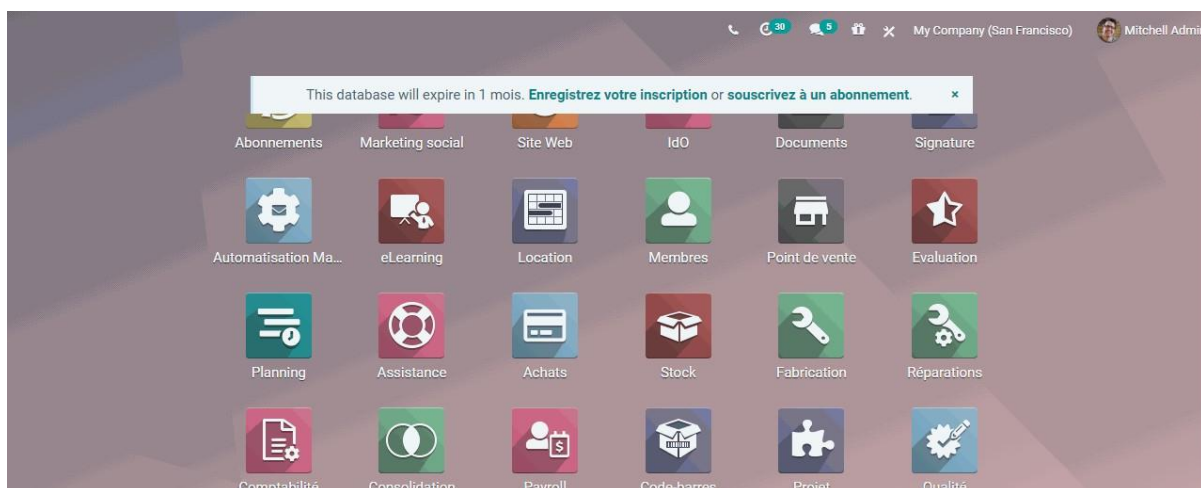 30 5 My Company (San Francisco) Mitchell Admin
This database will expire in 1 mois. Enregistrez votre inscription or souscrivez à un abonnement. ×
Abonnements Marketing social Site Web IdO Documents Signature
Automatisation Ma... eLearning Location Membres Point de vente Evaluation
Planning Assistance Achats Stock Fabrication Réparations
Comptabilité Consolidation Payroll Code-barres Projet Qualité